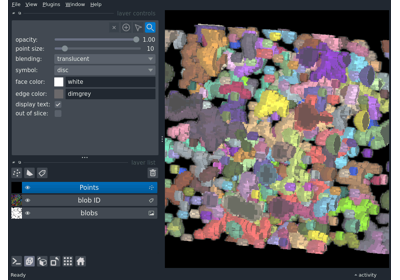 File View Plugins Window Help
layer controls
opacity: 1.00
point size: 10
blending: translucent
symbol: disc
face color: white
edge color: dimgrey
display text:
out of slice:
layer list
Points
blob ID
blobs
Ready
activity